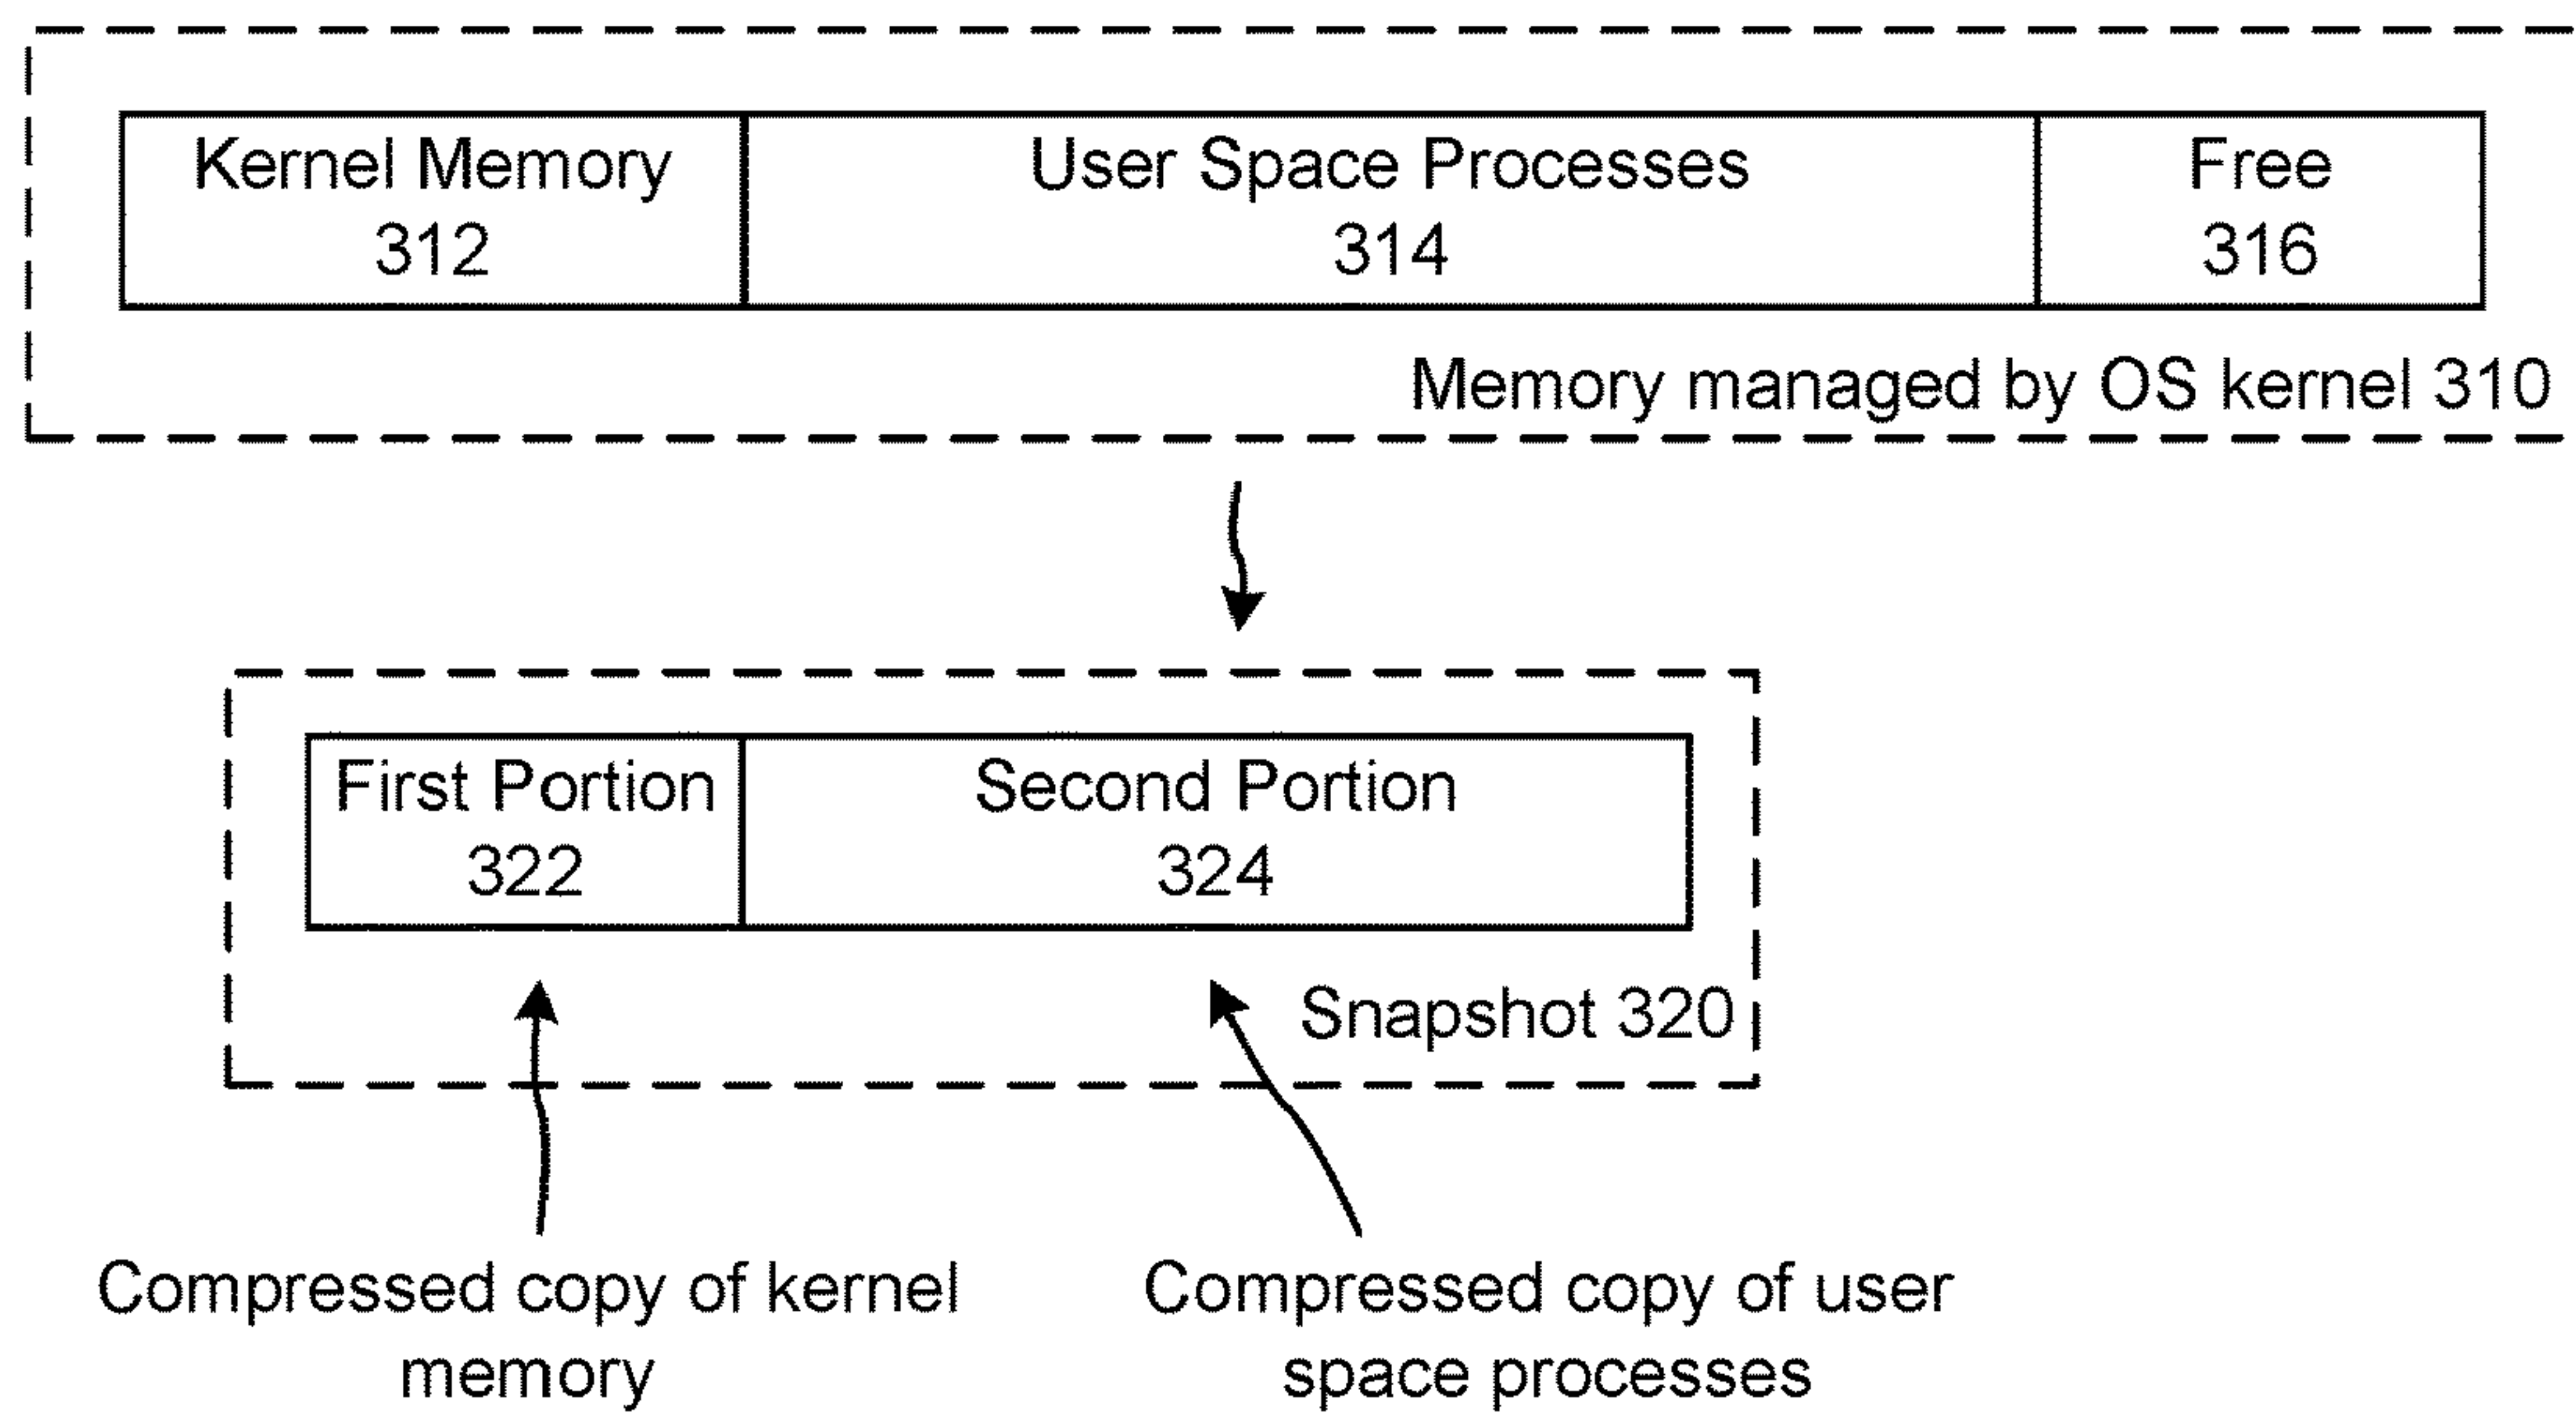 Kernel Memory
312
User Space Processes
314
Free
316
Memory managed by OS kernel 310
First Portion
322
Second Portion
324
Snapshot 320
Compressed copy of kernel
memory
Compressed copy of user
space processes